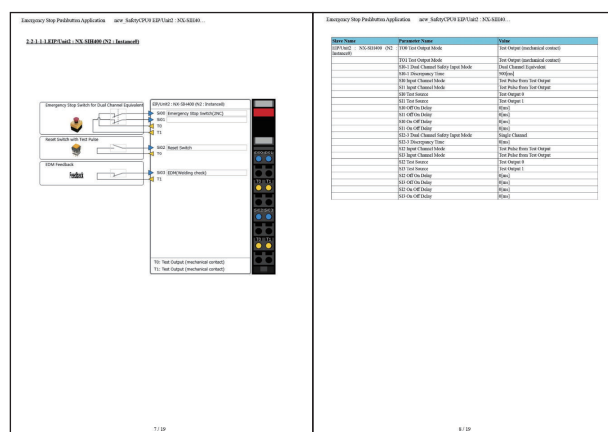 Emergency Stop Pushbutton Application new_SafetyCPU0 EIP/Unit2 : NX-SIH40…
2-2-1-1-1.EIP/Unit2 : NX-SIH400 (N2 : Instance0)
Emergency Stop Switch for Dual Channel Equivalent
EIP/Unit2 : NX-SIH400 (N2 : Instance0)
Si00 Emergency Stop Switch(2NC)
Si01
T0
T1
Reset Switch with Test Pulse
Si02 Reset Switch
T0
EDM Feedback
Feedback
Si03 EDM(Welding check)
T1
T0: Test Output (mechanical contact)
T1: Test Output (mechanical contact)
7 / 19
Emergency Stop Pushbutton Application new_SafetyCPU0 EIP/Unit2 : NX-SIH40…
Slave Name Parameter Name Value
EIP/Unit2 : NX-SIH400 (N2 : Instance0) TO0 Test Output Mode Test Output (mechanical contact)
TO1 Test Output Mode Test Output (mechanical contact)
SI0-1 Dual Channel Safety Input Mode Dual Channel Equivalent
SI0-1 Discrepancy Time 500[ms]
SI0 Input Channel Mode Test Pulse from Test Output
SI1 Input Channel Mode Test Pulse from Test Output
SI0 Test Source Test Output 0
SI1 Test Source Test Output 1
SI0 Off On Delay 0[ms]
SI1 Off On Delay 0[ms]
SI0 On Off Delay 0[ms]
SI1 On Off Delay 0[ms]
SI2-3 Dual Channel Safety Input Mode Single Channel
SI2-3 Discrepancy Time 0[ms]
SI2 Input Channel Mode Test Pulse from Test Output
SI3 Input Channel Mode Test Pulse from Test Output
SI2 Test Source Test Output 0
SI3 Test Source Test Output 1
SI2 Off On Delay 0[ms]
SI3 Off On Delay 0[ms]
SI2 On Off Delay 0[ms]
SI3 On Off Delay 0[ms]
8 / 19